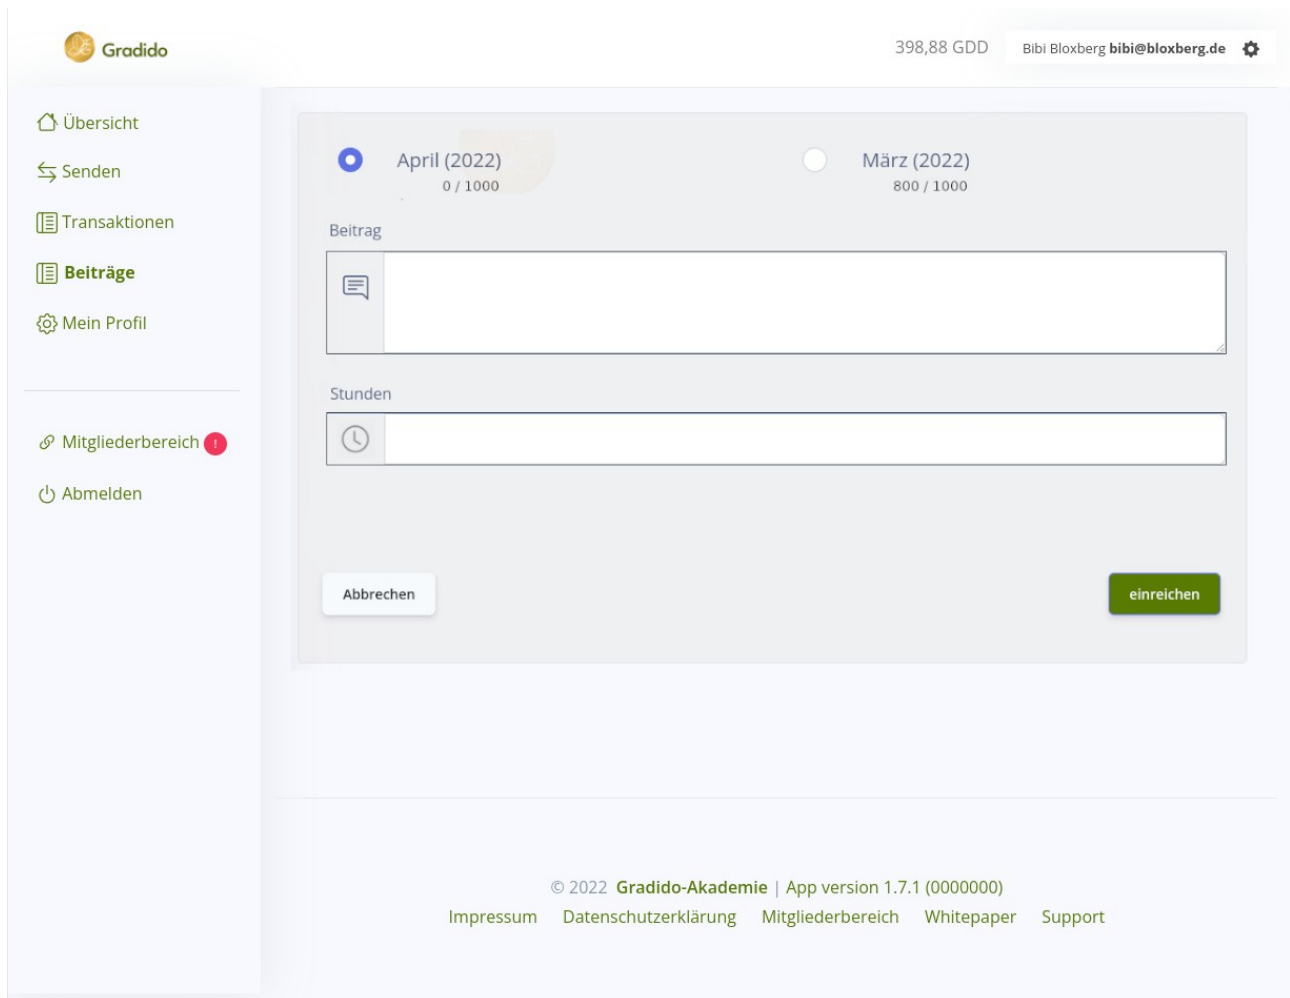 Gradido
398,88 GDD
Bibi Bloxberg bibi@bloxberg.de
Übersicht
Senden
Transaktionen
Beiträge
Mein Profil
Mitgliederbereich !
Abmelden
April (2022)
0 / 1000
März (2022)
800 / 1000
Beitrag
Stunden
Abbrechen
einreichen
© 2022 Gradido-Akademie | App version 1.7.1 (0000000)
Impressum Datenschutzerklärung Mitgliederbereich Whitepaper Support